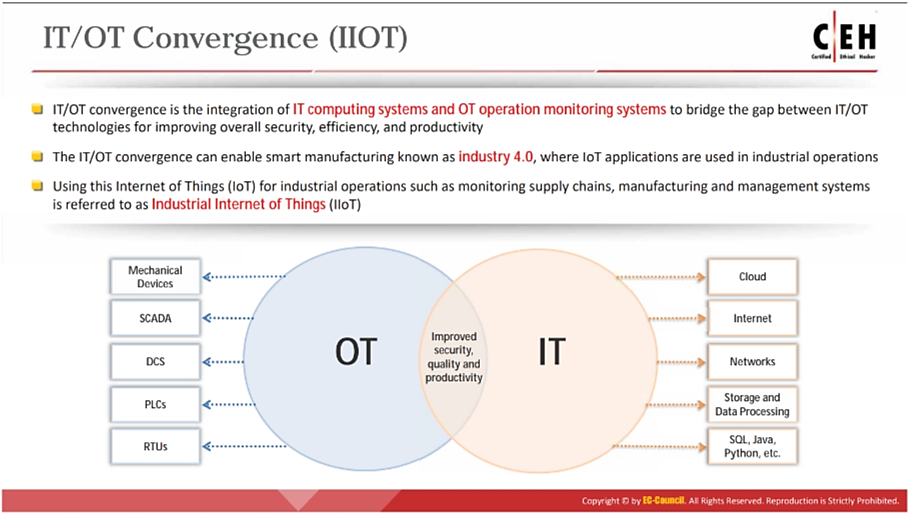 IT/OT Convergence (IIOT)
C|EH
Certified Ethical Hacker
IT/OT convergence is the integration of IT computing systems and OT operation monitoring systems to bridge the gap between IT/OT
technologies for improving overall security, efficiency, and productivity
The IT/OT convergence can enable smart manufacturing known as industry 4.0, where IoT applications are used in industrial operations
Using this Internet of Things (IoT) for industrial operations such as monitoring supply chains, manufacturing and management systems
is referred to as Industrial Internet of Things (IIoT)
Mechanical
Devices
SCADA
DCS
PLCs
RTUs
OT
Improved
security,
quality and
productivity
IT
Cloud
Internet
Networks
Storage and
Data Processing
SQL, Java,
Python, etc.
Copyright © by EC-Council. All Rights Reserved. Reproduction is Strictly Prohibited.